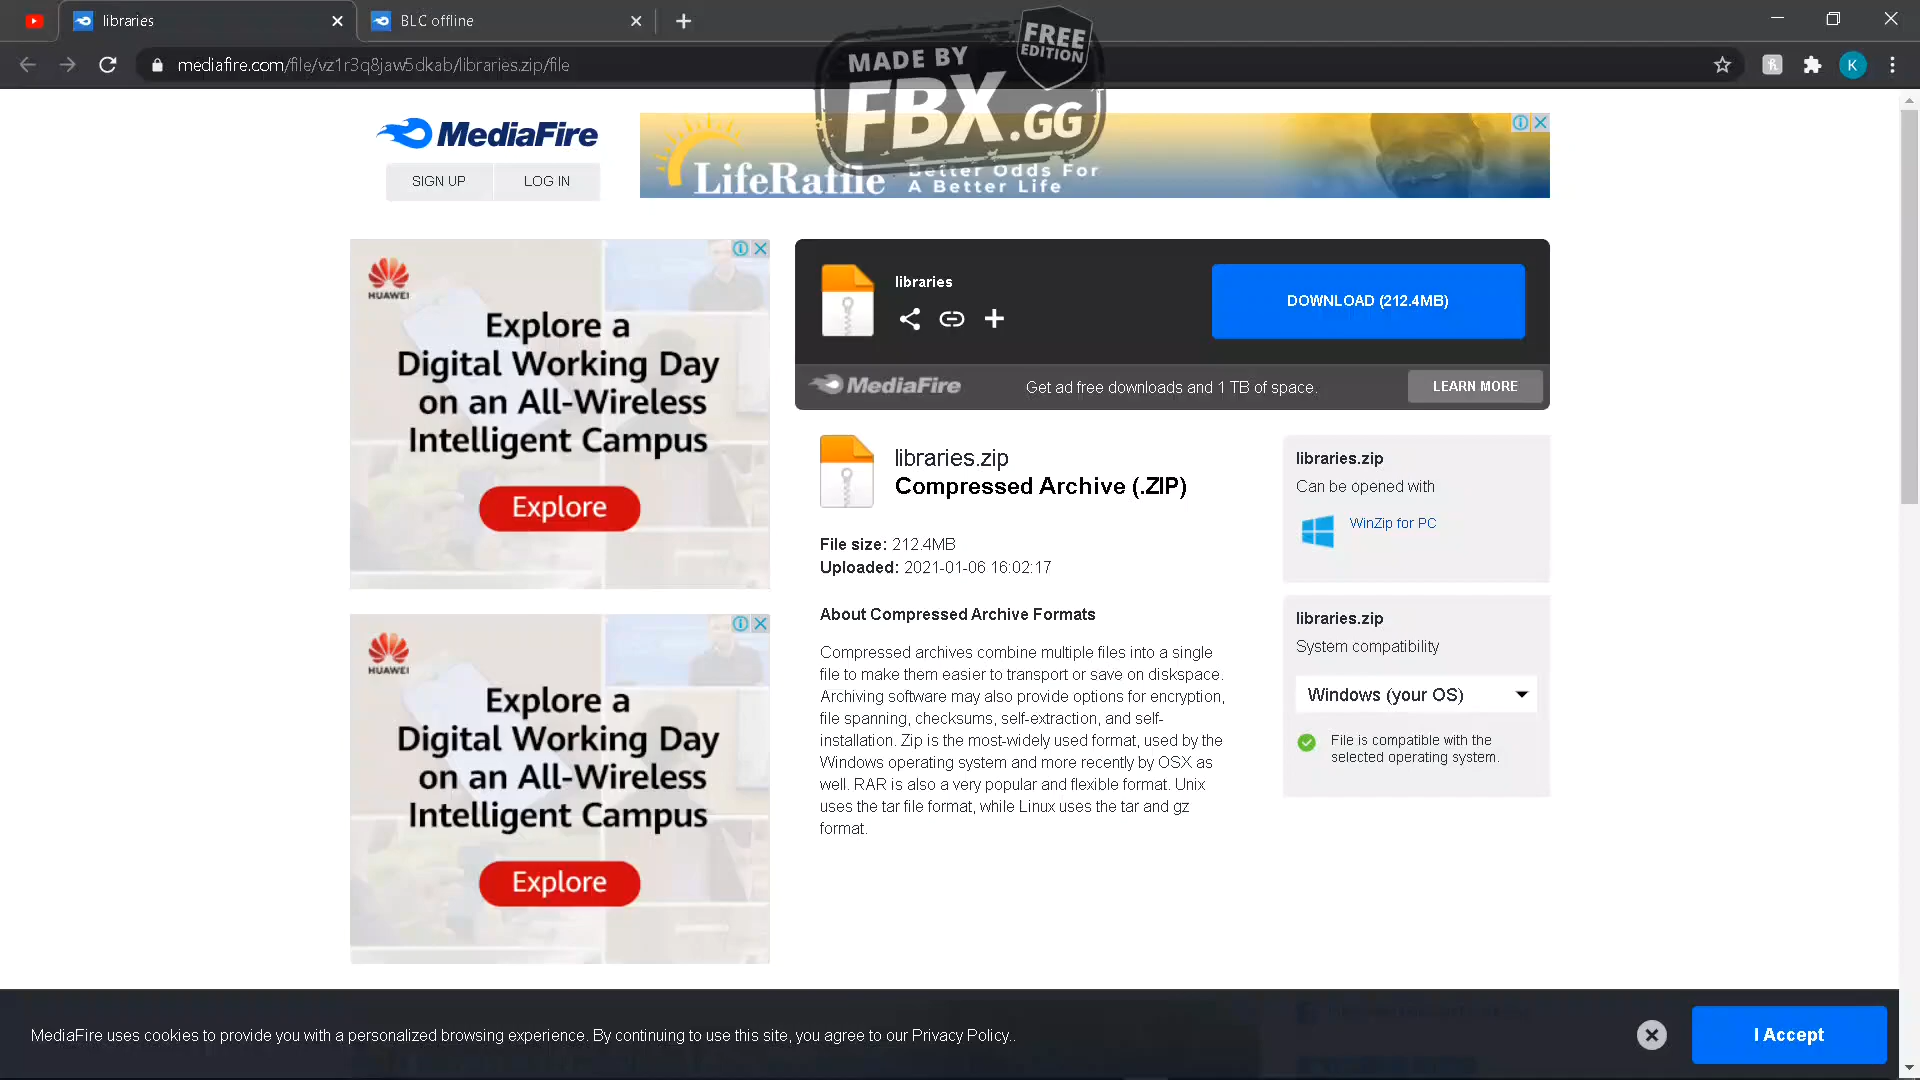 libraries
BLC offline
mediafire.com/file/vz1r3q8jaw5dkab/libraries.zip/file
K
MADE BY
FBX.GG
FREE
EDITION
MediaFire
SIGN UP
LOG IN
LifeRaffle
Better Odds For
A Better Life
HUAWEI
Explore a
Digital Working Day
on an All-Wireless
Intelligent Campus
Explore
libraries
DOWNLOAD (212.4MB)
MediaFire
Get ad free downloads and 1 TB of space.
LEARN MORE
libraries.zip
Compressed Archive (.ZIP)
File size: 212.4MB
Uploaded: 2021-01-06 16:02:17
About Compressed Archive Formats
Compressed archives combine multiple files into a single
file to make them easier to transport or save on diskspace.
Archiving software may also provide options for encryption,
file spanning, checksums, self-extraction, and self-
installation. Zip is the most-widely used format, used by the
Windows operating system and more recently by OSX as
well. RAR is also a very popular and flexible format. Unix
uses the tar file format, while Linux uses the tar and gz
format.
libraries.zip
Can be opened with
WinZip for PC
libraries.zip
System compatibility
Windows (your OS)
File is compatible with the
selected operating system.
HUAWEI
Explore a
Digital Working Day
on an All-Wireless
Intelligent Campus
Explore
MediaFire uses cookies to provide you with a personalized browsing experience. By continuing to use this site, you agree to our Privacy Policy..
I Accept